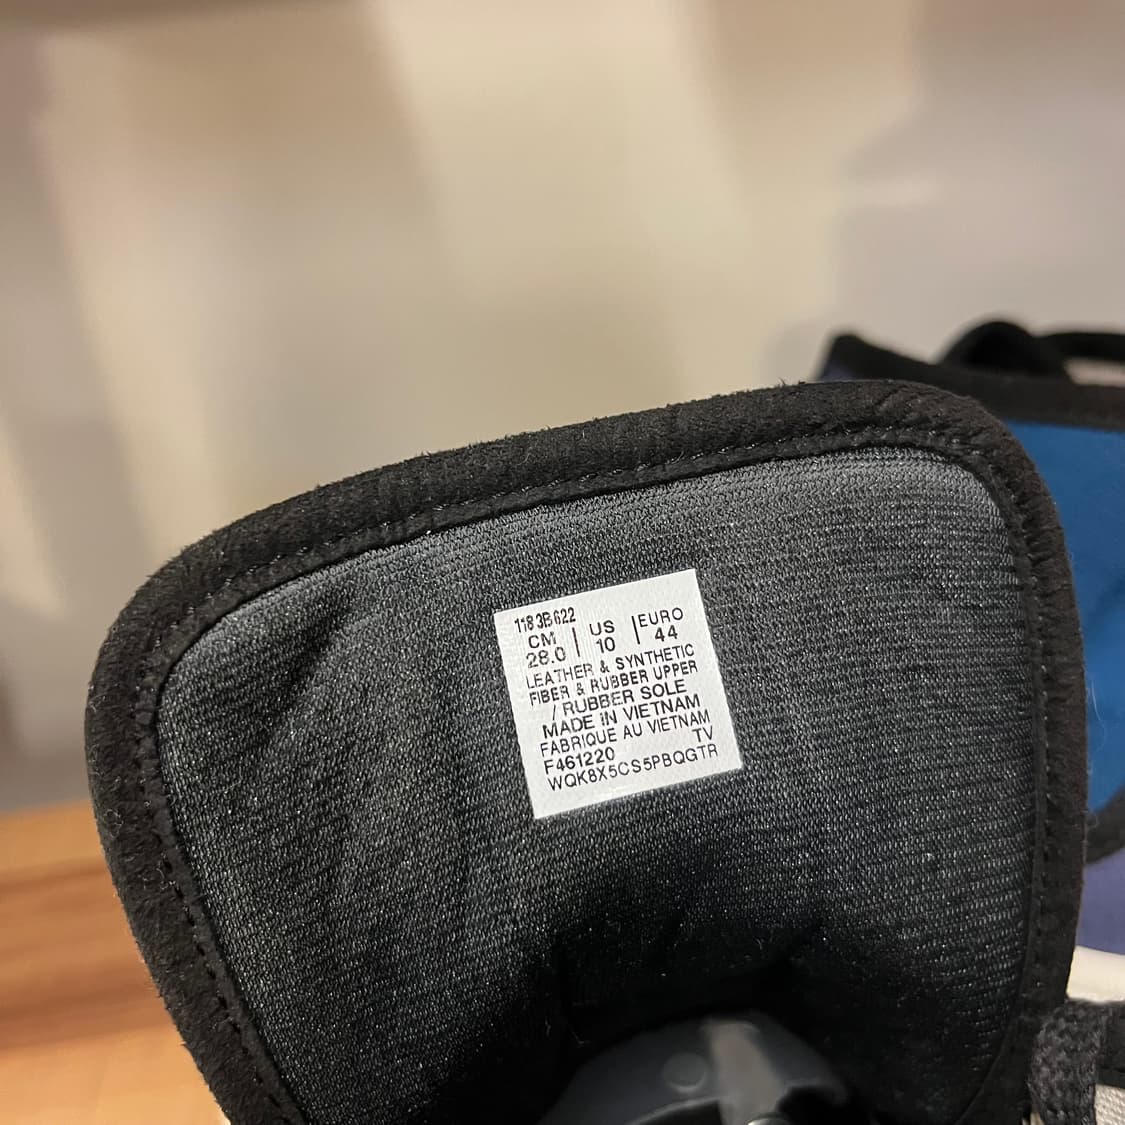 1183B622
CM | US | EURO
28.0 10 44
LEATHER & SYNTHETIC
FIBER & RUBBER UPPER
/ RUBBER SOLE
MADE IN VIETNAM
FABRIQUE AU VIETNAM
F461220 TV
WQK8X5CS5PBQGTR